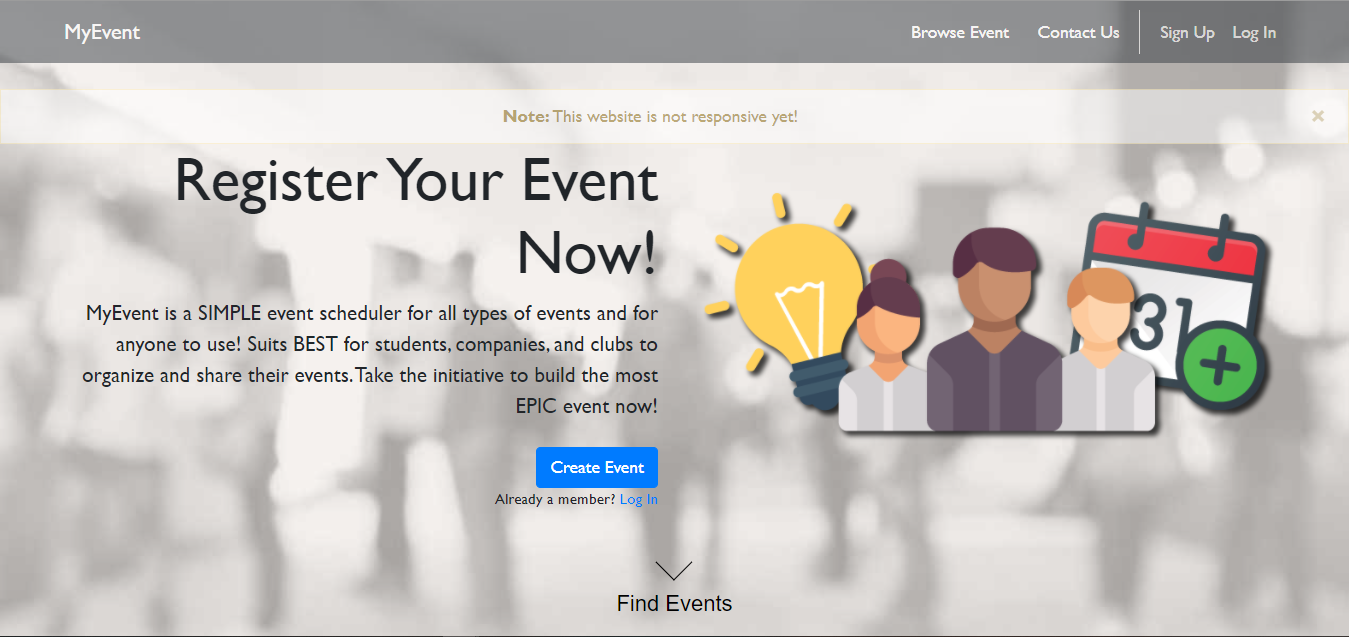 MyEvent
Browse Event
Contact Us
Sign Up
Log In
Note: This website is not responsive yet!
×
Register Your Event
Now!
MyEvent is a SIMPLE event scheduler for all types of events and for
anyone to use! Suits BEST for students, companies, and clubs to
organize and share their events. Take the initiative to build the most
EPIC event now!
31
Create Event
Already a member? Log In
Find Events